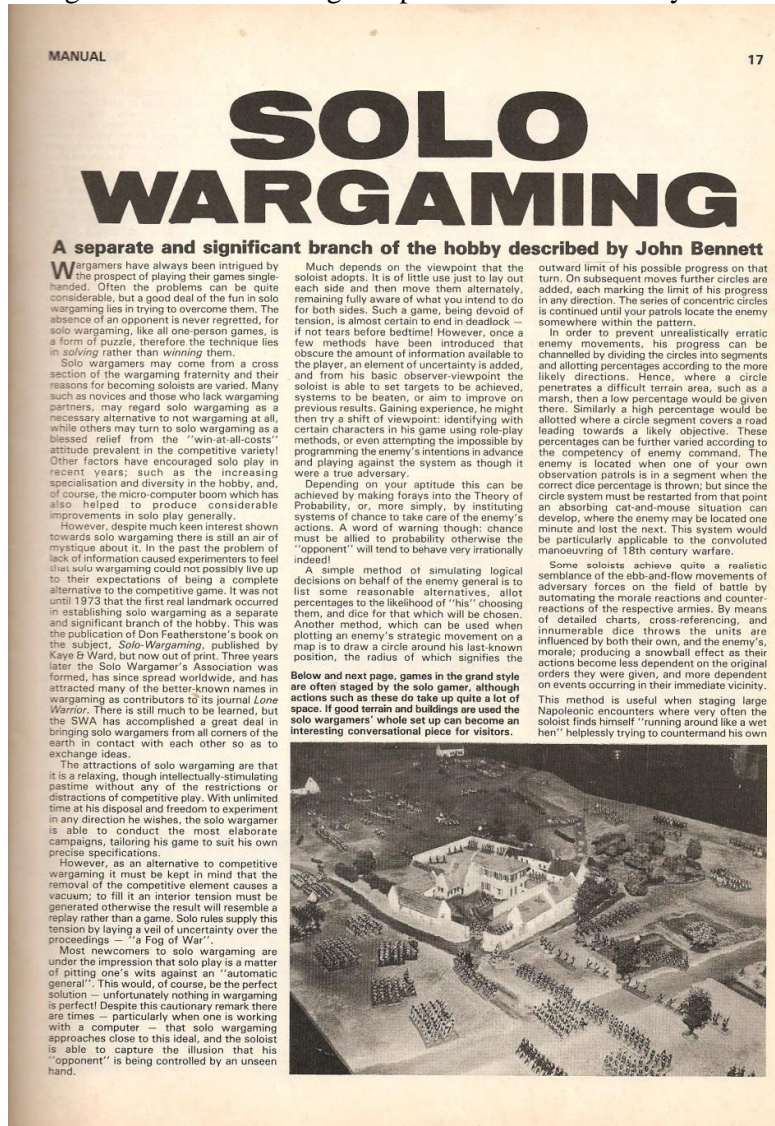 MANUAL
17
SOLO
WARGAMING
A separate and significant branch of the hobby described by John Bennett
Wargamers have always been intrigued by
the prospect of playing their games single-
handed. Often the problems can be quite
considerable, but a good deal of the fun in solo
wargaming lies in trying to overcome them. The
absence of an opponent is never regretted, for
solo wargaming, like all one-person games, is
a form of puzzle, therefore the technique lies
in solving rather than winning them.
Solo wargamers may come from a cross
section of the wargaming fraternity and their
reasons for becoming soloists are varied. Many
such as novices and those who lack wargaming
partners, may regard solo wargaming as a
necessary alternative to not wargaming at all,
while others may turn to solo wargaming as a
blessed relief from the "win-at-all-costs"
attitude prevalent in the competitive variety!
Other factors have encouraged solo play in
recent years; such as the increasing
specialisation and diversity in the hobby, and,
of course, the micro-computer boom which has
also helped to produce considerable
improvements in solo play generally.
However, despite much keen interest shown
towards solo wargaming there is still an air of
mystique about it. In the past the problem of
lack of information caused experimenters to feel
that solo wargaming could not possibly live up
to their expectations of being a complete
alternative to the competitive game. It was not
until 1973 that the first real landmark occurred
in establishing solo wargaming as a separate
and significant branch of the hobby. This was
the publication of Don Featherstone's book on
the subject, Solo-Wargaming, published by
Kaye & Ward, but now out of print. Three years
later the Solo Wargamer's Association was
formed, has since spread worldwide, and has
attracted many of the better-known names in
wargaming as contributors to its journal Lone
Warrior. There is still much to be learned, but
the SWA has accomplished a great deal in
bringing solo wargamers from all corners of the
earth in contact with each other so as to
exchange ideas.
The attractions of solo wargaming are that
it is a relaxing, though intellectually-stimulating
pastime without any of the restrictions or
distractions of competitive play. With unlimited
time at his disposal and freedom to experiment
in any direction he wishes, the solo wargamer
is able to conduct the most elaborate
campaigns, tailoring his game to suit his own
precise specifications.
However, as an alternative to competitive
wargaming it must be kept in mind that the
removal of the competitive element causes a
vacuum; to fill it an interior tension must be
generated otherwise the result will resemble a
replay rather than a game. Solo rules supply this
tension by laying a veil of uncertainty over the
proceedings — "a Fog of War".
Most newcomers to solo wargaming are
under the impression that solo play is a matter
of pitting one's wits against an "automatic
general". This would, of course, be the perfect
solution — unfortunately nothing in wargaming
is perfect! Despite this cautionary remark there
are times — particularly when one is working
with a computer — that solo wargaming
approaches close to this ideal, and the soloist
is able to capture the illusion that his
"opponent" is being controlled by an unseen
hand.
Much depends on the viewpoint that the
soloist adopts. It is of little use just to lay out
each side and then move them alternately,
remaining fully aware of what you intend to do
for both sides. Such a game, being devoid of
tension, is almost certain to end in deadlock —
if not tears before bedtime! However, once a
few methods have been introduced that
obscure the amount of information available to
the player, an element of uncertainty is added,
and from his basic observer-viewpoint the
soloist is able to set targets to be achieved,
systems to be beaten, or aim to improve on
previous results. Gaining experience, he might
then try a shift of viewpoint: identifying with
certain characters in his game using role-play
methods, or even attempting the impossible by
programming the enemy's intentions in advance
and playing against the system as though it
were a true adversary.
Depending on your aptitude this can be
achieved by making forays into the Theory of
Probability, or, more simply, by instituting
systems of chance to take care of the enemy's
actions. A word of warning though: chance
must be allied to probability otherwise the
"opponent" will tend to behave very irrationally
indeed!
A simple method of simulating logical
decisions on behalf of the enemy general is to
list some reasonable alternatives, allot
percentages to the likelihood of "his" choosing
them, and dice for that which will be chosen.
Another method, which can be used when
plotting an enemy's strategic movement on a
map is to draw a circle around his last-known
position, the radius of which signifies the
Below and next page, games in the grand style
are often staged by the solo gamer, although
actions such as these do take up quite a lot of
space. If good terrain and buildings are used the
solo wargamers' whole set up can become an
interesting conversational piece for visitors.
outward limit of his possible progress on that
turn. On subsequent moves further circles are
added, each marking the limit of his progress
in any direction. The series of concentric circles
is continued until your patrols locate the enemy
somewhere within the pattern.
In order to prevent unrealistically erratic
enemy movements, his progress can be
channelled by dividing the circles into segments
and allotting percentages according to the more
likely directions. Hence, where a circle
penetrates a difficult terrain area, such as a
marsh, then a low percentage would be given
there. Similarly a high percentage would be
allotted where a circle segment covers a road
leading towards a likely objective. These
percentages can be further varied according to
the competency of enemy command. The
enemy is located when one of your own
observation patrols is in a segment when the
correct dice percentage is thrown; but since the
circle system must be restarted from that point
an absorbing cat-and-mouse situation can
develop, where the enemy may be located one
minute and lost the next. This system would
be particularly applicable to the convoluted
manoeuvring of 18th century warfare.
Some soloists achieve quite a realistic
semblance of the ebb-and-flow movements of
adversary forces on the field of battle by
automating the morale reactions and counter-
reactions of the respective armies. By means
of detailed charts, cross-referencing, and
innumerable dice throws the units are
influenced by both their own, and the enemy's,
morale; producing a snowball effect as their
actions become less dependent on the original
orders they were given, and more dependent
on events occurring in their immediate vicinity.
This method is useful when staging large
Napoleonic encounters where very often the
soloist finds himself "running around like a wet
hen" helplessly trying to countermand his own